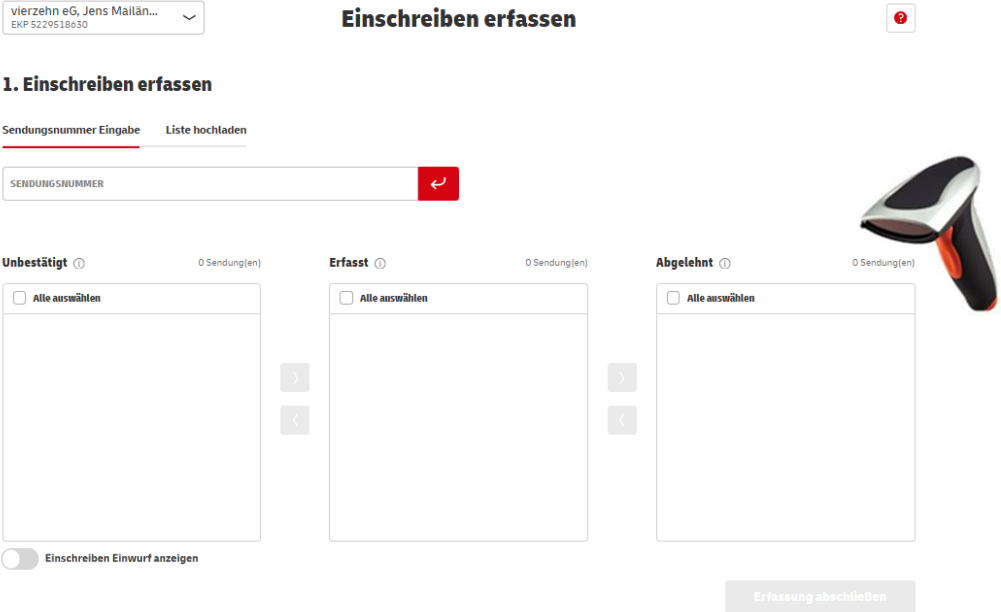 vierzehn eG, Jens Mailän...
EKP 5229518630
Einschreiben erfassen
?
1. Einschreiben erfassen
Sendungsnummer Eingabe
Liste hochladen
SENDUNGSNUMMER
Unbestätigt
0 Sendung(en)
Erfasst
0 Sendung(en)
Abgelehnt
0 Sendung(en)
Alle auswählen
Alle auswählen
Alle auswählen
Einschreiben Einwurf anzeigen
Erfassung abschließen